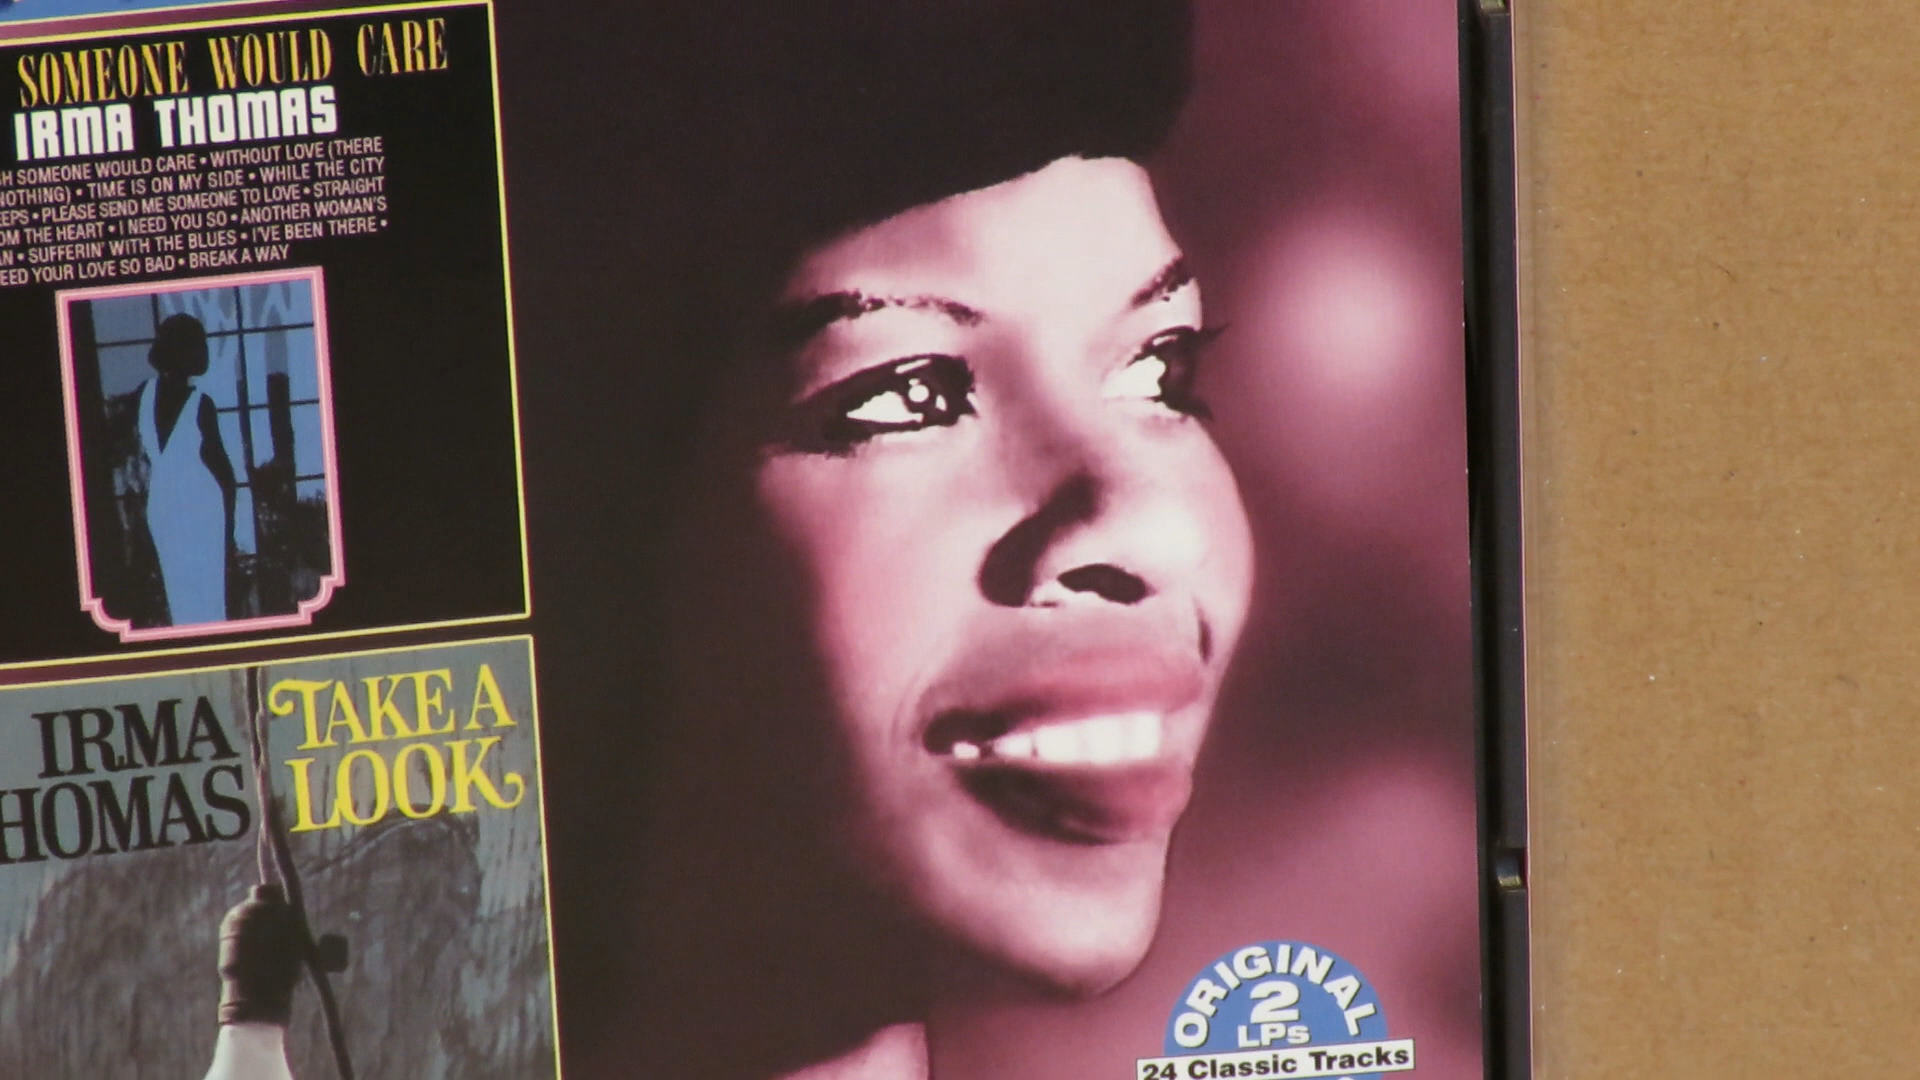 SOMEONE WOULD CARE
IRMA THOMAS
SOMEONE WOULD CARE • WITHOUT LOVE (THERE
NOTHING) • TIME IS ON MY SIDE • WHILE THE CITY
EEPS • PLEASE SEND ME SOMEONE TO LOVE • STRAIGHT
OM THE HEART • I NEED YOU SO • ANOTHER WOMAN'S
AN • SUFFERIN' WITH THE BLUES • I'VE BEEN THERE •
EED YOUR LOVE SO BAD • BREAK A WAY
IRMA
HOMAS
TAKE A
LOOK
ORIGINAL
2
LPs
24 Classic Tracks